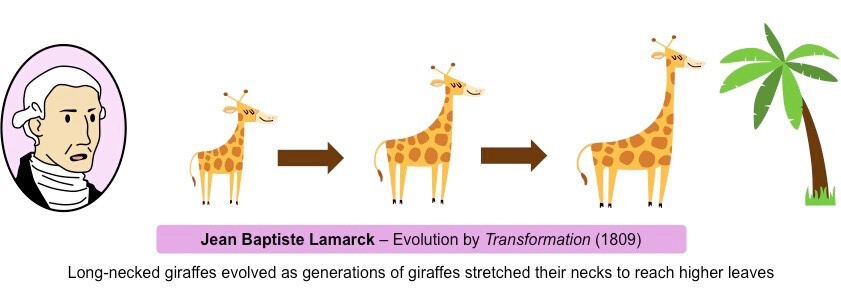 Jean Baptiste Lamarck – Evolution by Transformation (1809)
Long-necked giraffes evolved as generations of giraffes stretched their necks to reach higher leaves